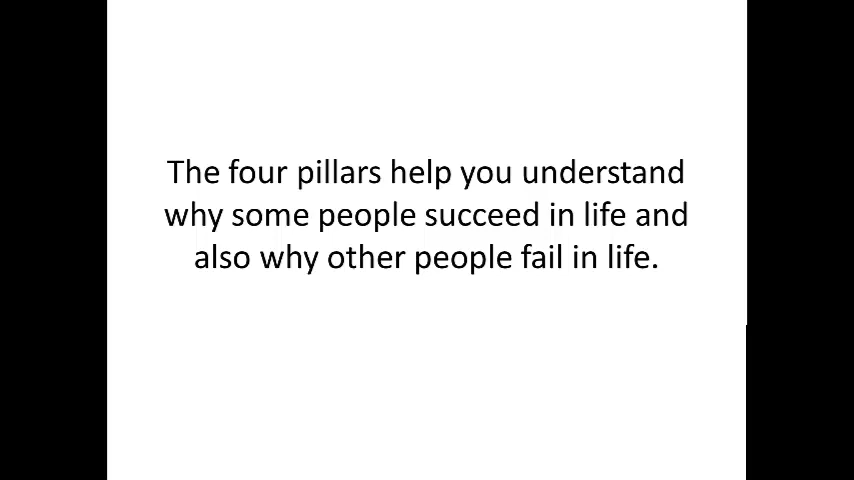 The four pillars help you understand
why some people succeed in life and
also why other people fail in life.